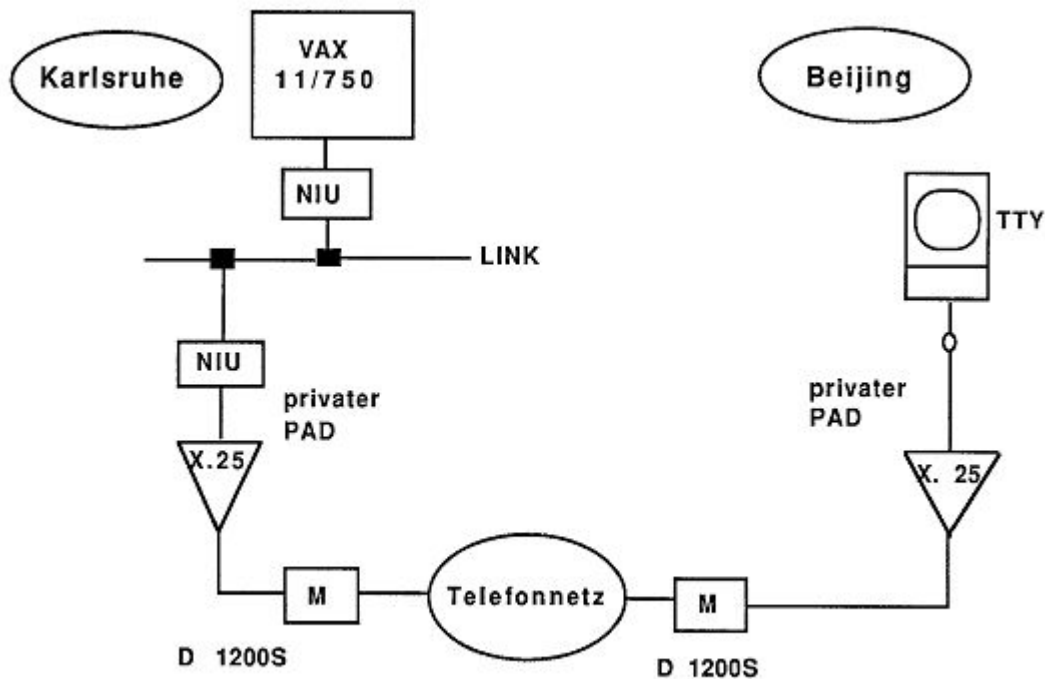 Karlsruhe
VAX
11/750
Beijing
NIU
TTY
LINK
NIU
privater
PAD
privater
PAD
X.25
X. 25
M
Telefonnetz
M
D 1200S
D 1200S